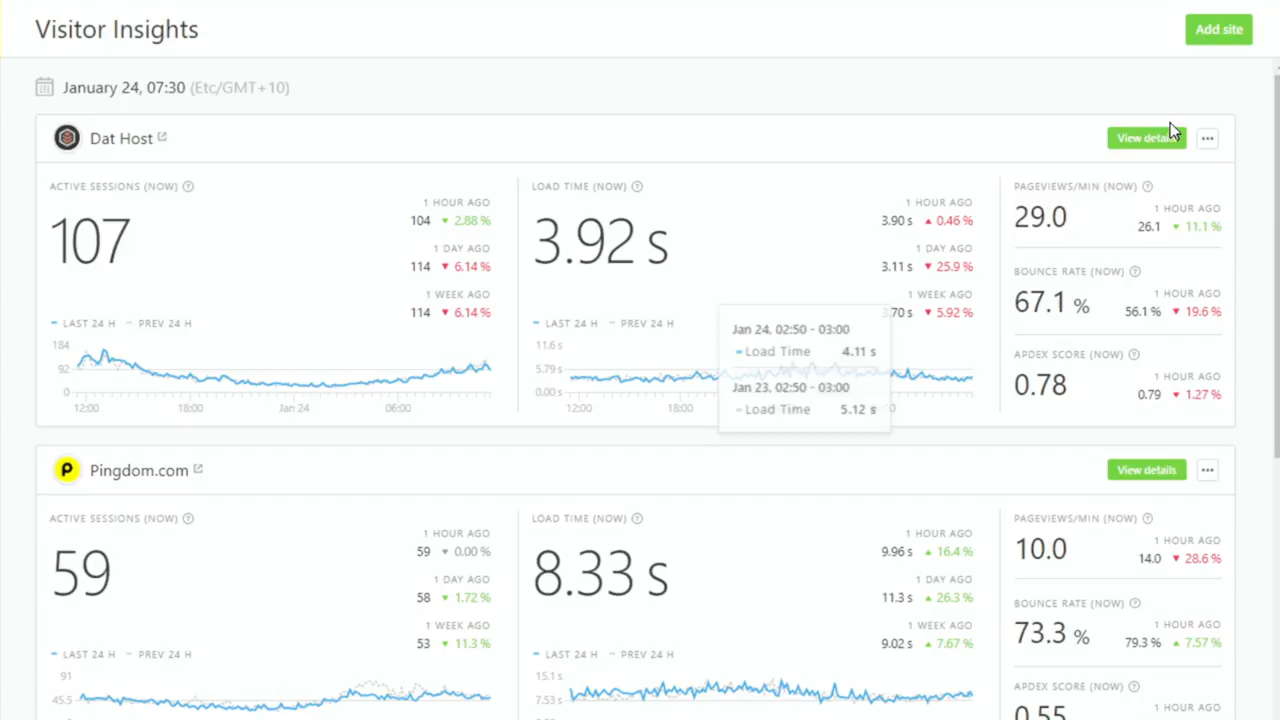 Visitor Insights
Add site
January 24, 07:30 (Etc/GMT+10)
Dat Host
View details
ACTIVE SESSIONS (NOW)
107
1 HOUR AGO
104 ▼ 2.88 %
1 DAY AGO
114 ▼ 6.14 %
1 WEEK AGO
114 ▼ 6.14 %
LAST 24 H PREV 24 H
184
92
0
12:00 18:00 Jan 24 06:00
LOAD TIME (NOW)
3.92 s
1 HOUR AGO
3.90 s ▲ 0.46 %
1 DAY AGO
3.11 s ▼ 25.9 %
1 WEEK AGO
.70 s ▼ 5.92 %
LAST 24 H PREV 24 H
11.6 s
5.79 s
0.00 s
12:00 18:00
Jan 24, 02:50 - 03:00
Load Time 4.11 s
Jan 23, 02:50 - 03:00
Load Time 5.12 s
PAGEVIEWS/MIN (NOW)
29.0
1 HOUR AGO
26.1 ▼ 11.1 %
BOUNCE RATE (NOW)
67.1 %
1 HOUR AGO
56.1 % ▼ 19.6 %
APDEX SCORE (NOW)
0.78
1 HOUR AGO
0.79 ▼ 1.27 %
Pingdom.com
View details
ACTIVE SESSIONS (NOW)
59
1 HOUR AGO
59 ▼ 0.00 %
1 DAY AGO
58 ▼ 1.72 %
1 WEEK AGO
53 ▼ 11.3 %
LAST 24 H PREV 24 H
91
45.5
LOAD TIME (NOW)
8.33 s
1 HOUR AGO
9.96 s ▲ 16.4 %
1 DAY AGO
11.3 s ▲ 26.3 %
1 WEEK AGO
9.02 s ▲ 7.67 %
LAST 24 H PREV 24 H
15.1 s
7.53 s
PAGEVIEWS/MIN (NOW)
10.0
1 HOUR AGO
14.0 ▼ 28.6 %
BOUNCE RATE (NOW)
73.3 %
1 HOUR AGO
79.3 % ▲ 7.57 %
APDEX SCORE (NOW)
0.55
1 HOUR AGO